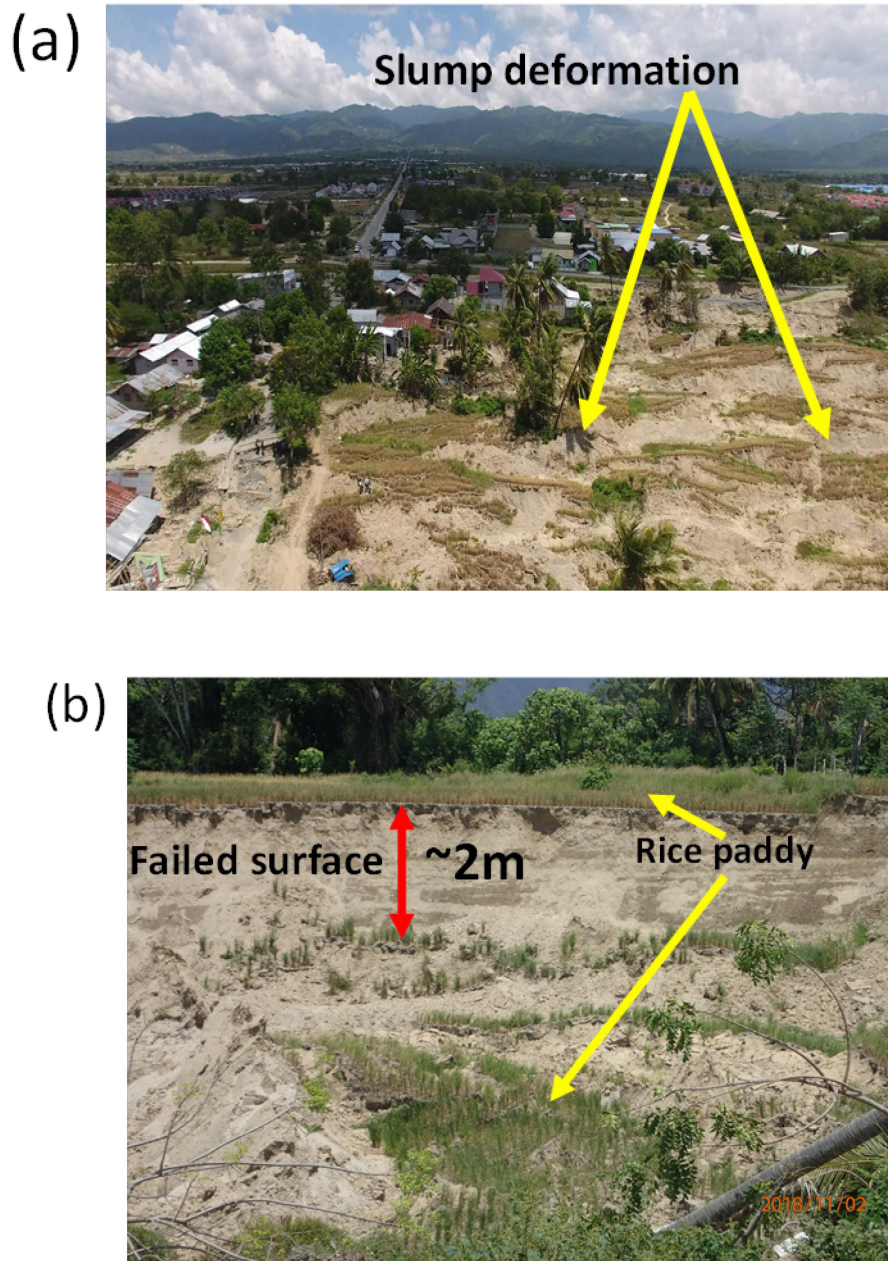 (a)
Slump deformation
(b)
Failed surface
~2m
Rice paddy
2018/11/02